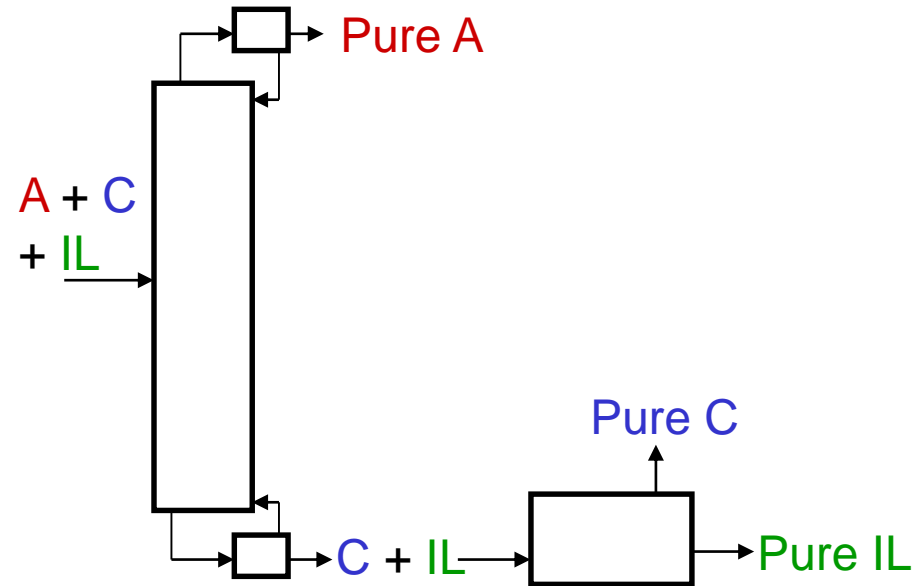 Pure A
A + C
+ IL
Pure C
C + IL
Pure IL